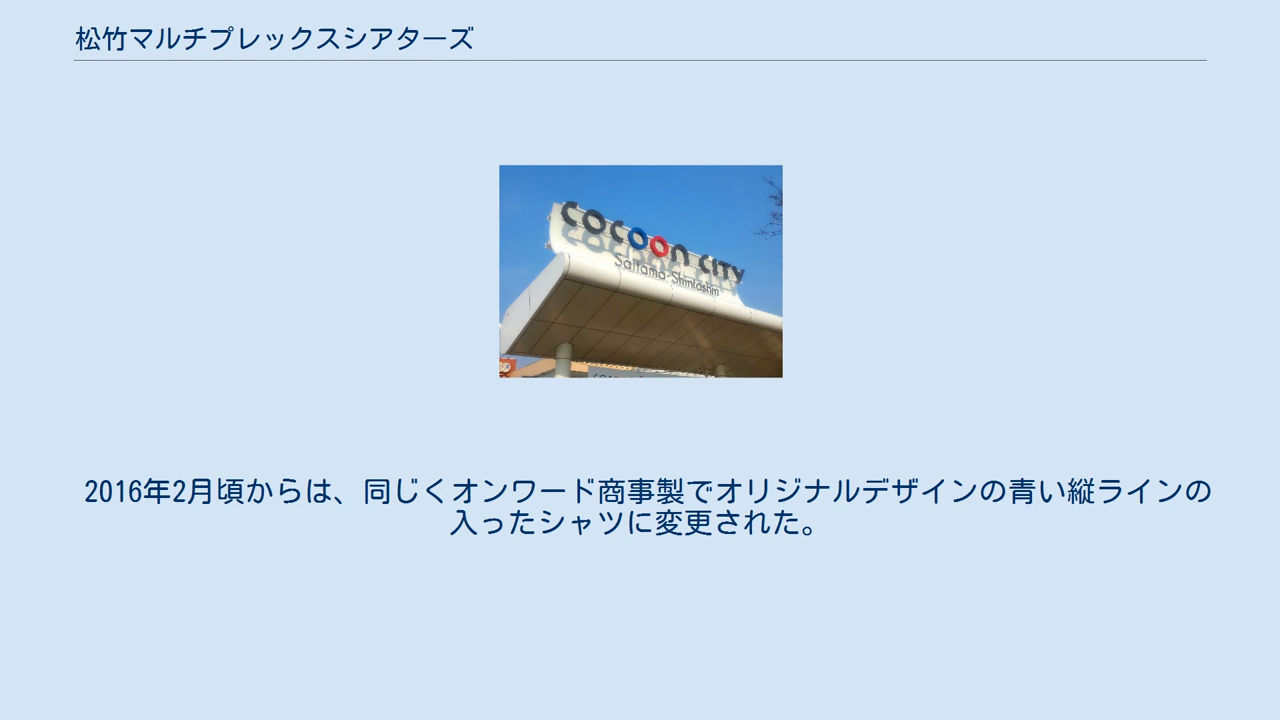 松竹マルチプレックスシアターズ
cocoon city
Saitama-Shintoshin
2016年2月頃からは、同じくオンワード商事製でオリジナルデザインの青い縦ラインの
入ったシャツに変更された。